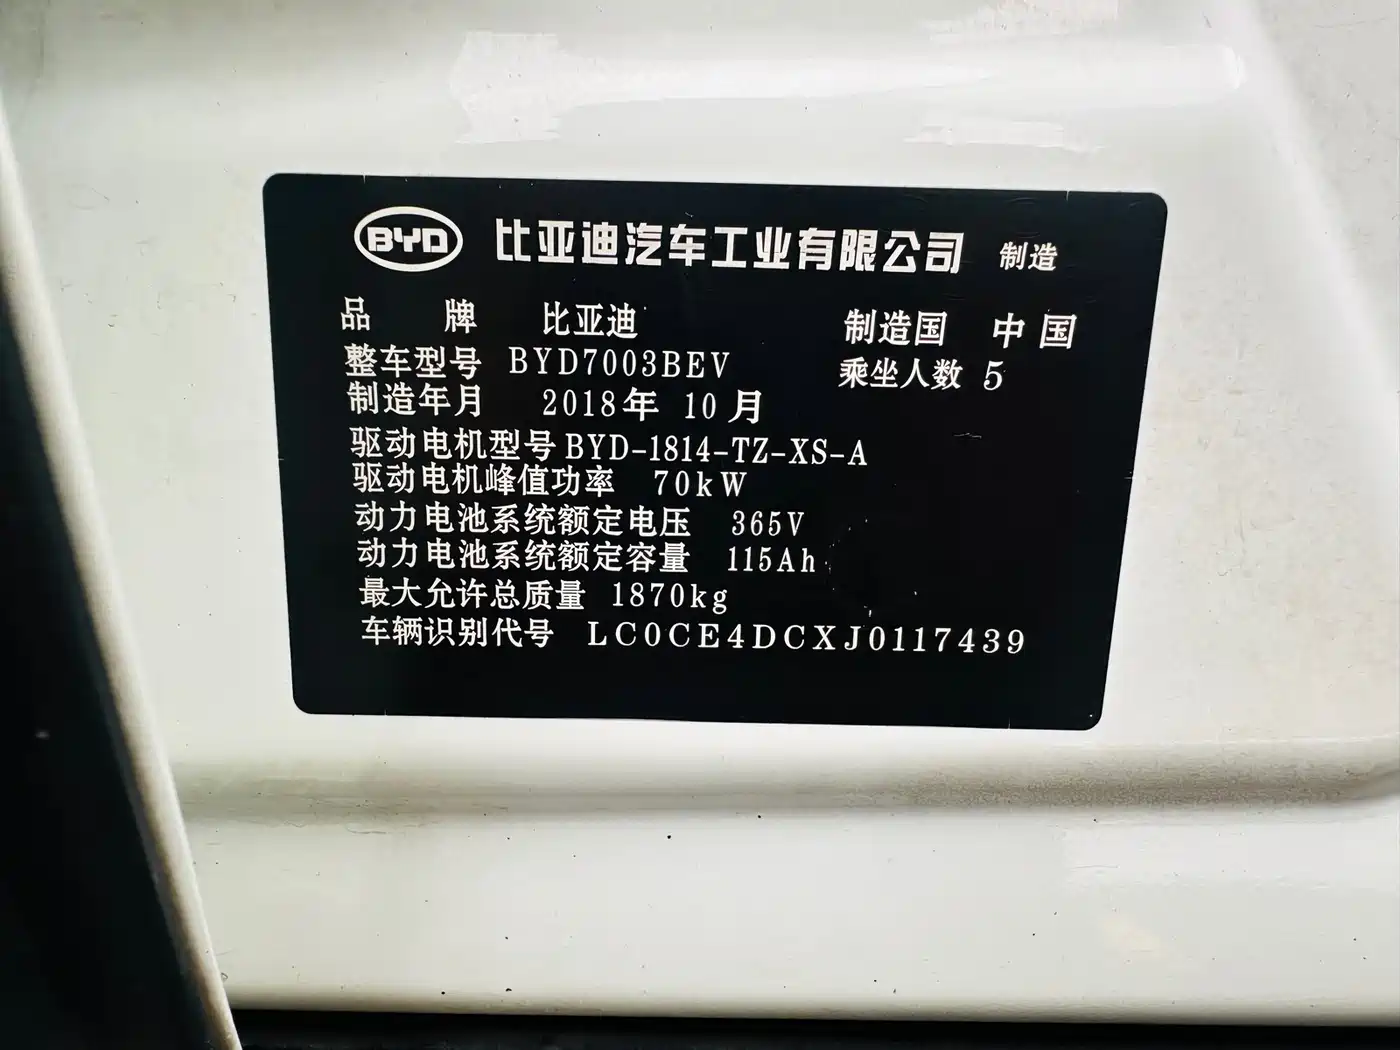 BYD 比亚迪汽车工业有限公司 制造
品 牌 比亚迪 制造国 中国
整车型号 BYD7003BEV 乘坐人数 5
制造年月 2018年 10月
驱动电机型号 BYD-1814-TZ-XS-A
驱动电机峰值功率 70kW
动力电池系统额定电压 365V
动力电池系统额定容量 115Ah
最大允许总质量 1870kg
车辆识别代号 LC0CE4DCXJ0117439